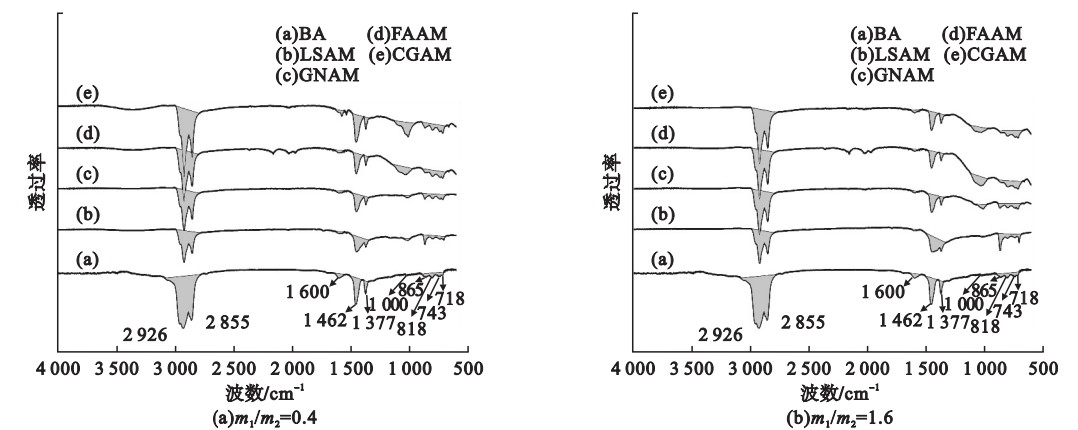 (a)BA (d)FAAM
(b)LSAM (e)CGAM
(c)GNAM
(e)
(d)
(c)
(b)
(a)
透过率
1 600
2 926
2 855
1 462
1 377
1 000
865
818
743
718
4 000 3 500 3 000 2 500 2 000 1 500 1 000 500
波数/cm⁻¹
(a)m₁/m₂=0.4
(a)BA (d)FAAM
(b)LSAM (e)CGAM
(c)GNAM
(e)
(d)
(c)
(b)
(a)
透过率
1 600
2 926
2 855
1 462
1 377
1 000
865
818
743
718
4 000 3 500 3 000 2 500 2 000 1 500 1 000 500
波数/cm⁻¹
(b)m₁/m₂=1.6